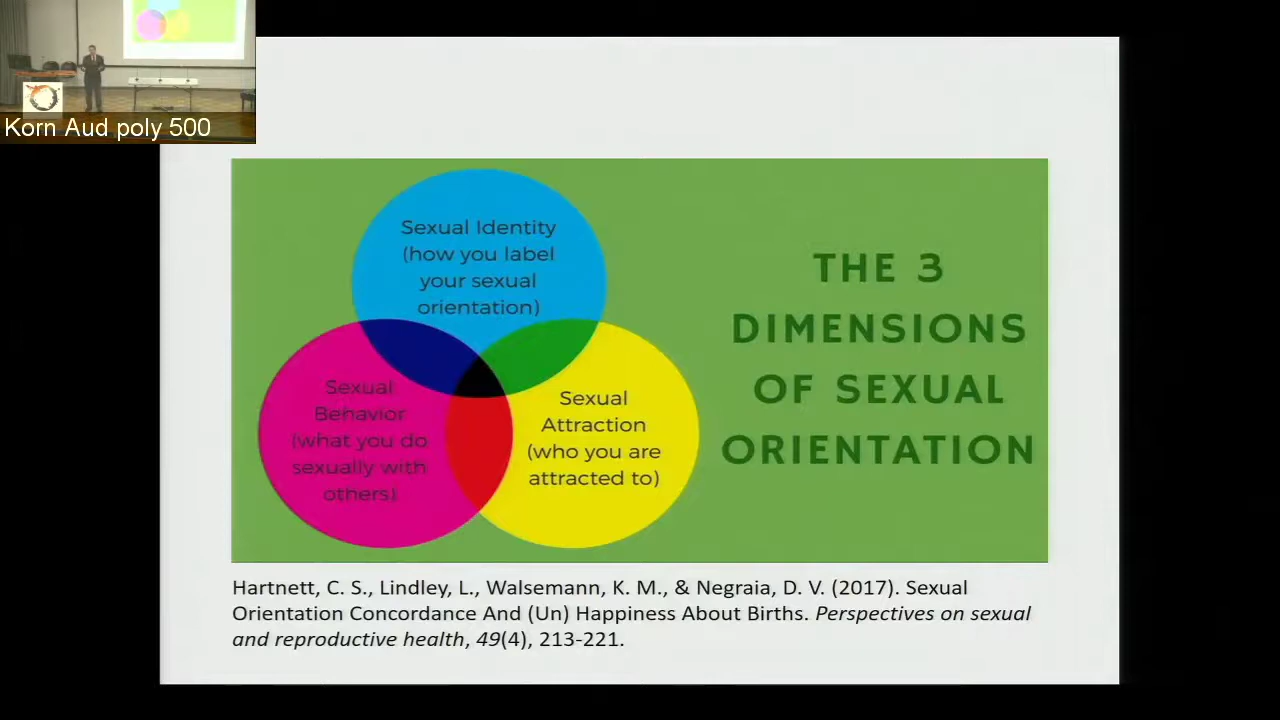 Korn Aud poly 500
Sexual Identity
(how you label
your sexual
orientation)
Sexual
Behavior
(what you do
sexually with
others)
Sexual
Attraction
(who you are
attracted to)
THE 3
DIMENSIONS
OF SEXUAL
ORIENTATION
Hartnett, C. S., Lindley, L., Walsemann, K. M., & Negraia, D. V. (2017). Sexual
Orientation Concordance And (Un) Happiness About Births. Perspectives on sexual
and reproductive health, 49(4), 213-221.